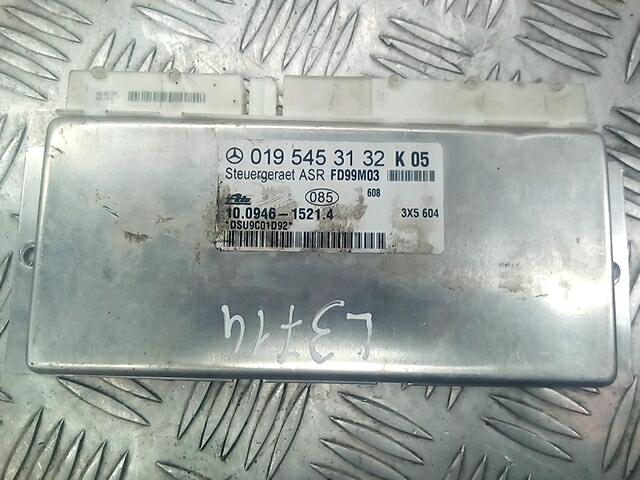 019 545 31 32 K 05
Steuergeraet ASR FD99M03
085 608
10.0946-1521.4 3X5 604
*DSU9C01D92*
L3714